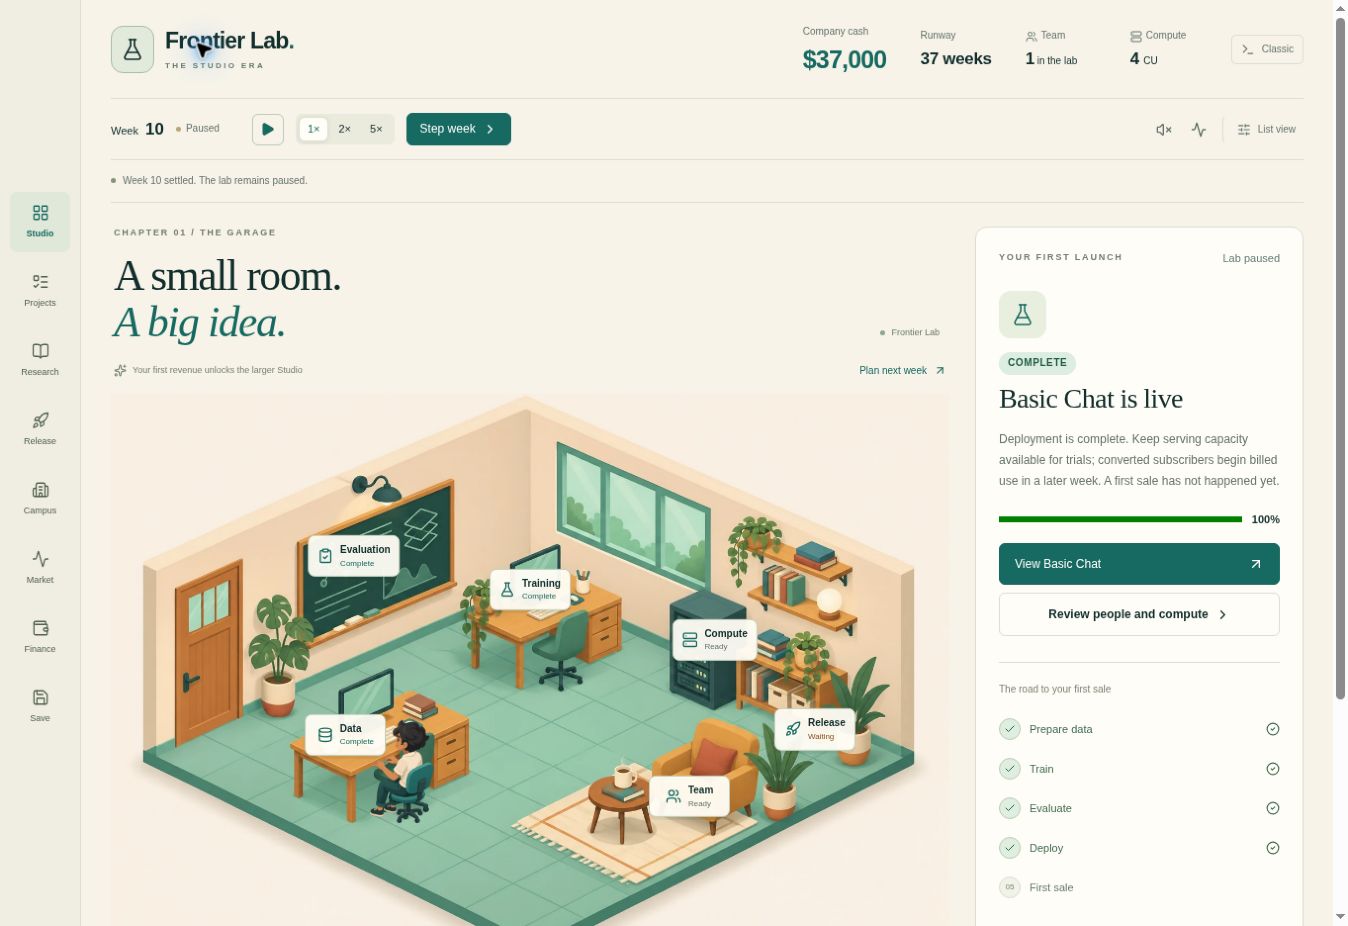 Frontier Lab.
THE STUDIO ERA
Company cash
$37,000
Runway
37 weeks
Team
1 in the lab
Compute
4 CU
Classic
Week 10
Paused
1×
2×
5×
Step week
List view
Week 10 settled. The lab remains paused.
Studio
Projects
Research
Release
Campus
Market
Finance
Save
CHAPTER 01 / THE GARAGE
A small room.
A big idea.
Frontier Lab
Your first revenue unlocks the larger Studio
Plan next week
Evaluation
Complete
Training
Complete
Compute
Ready
Data
Complete
Release
Waiting
Team
Ready
YOUR FIRST LAUNCH
Lab paused
COMPLETE
Basic Chat is live
Deployment is complete. Keep serving capacity
available for trials; converted subscribers begin billed
use in a later week. A first sale has not happened yet.
100%
View Basic Chat
Review people and compute
The road to your first sale
Prepare data
Train
Evaluate
Deploy
05 First sale